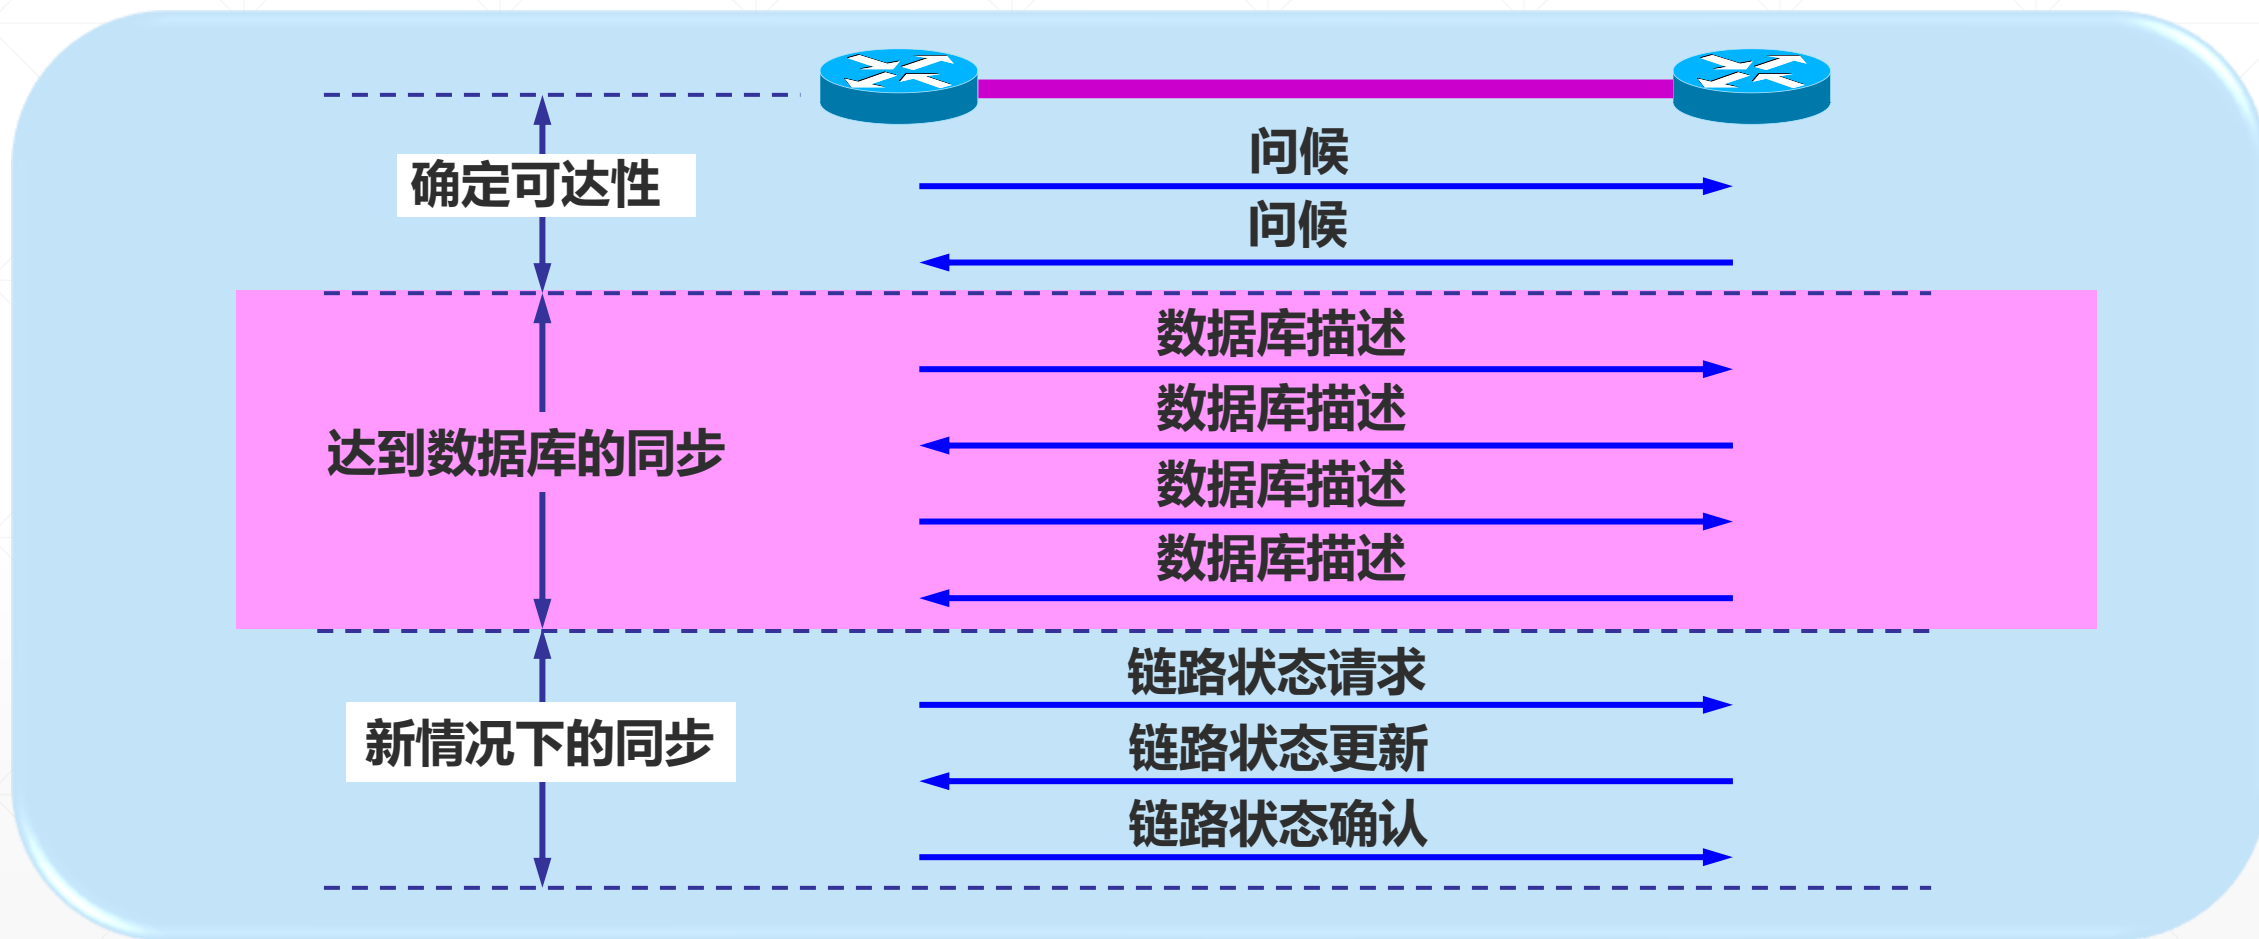 问候
确定可达性
问候
数据库描述
数据库描述
达到数据库的同步
数据库描述
数据库描述
链路状态请求
新情况下的同步
链路状态更新
链路状态确认